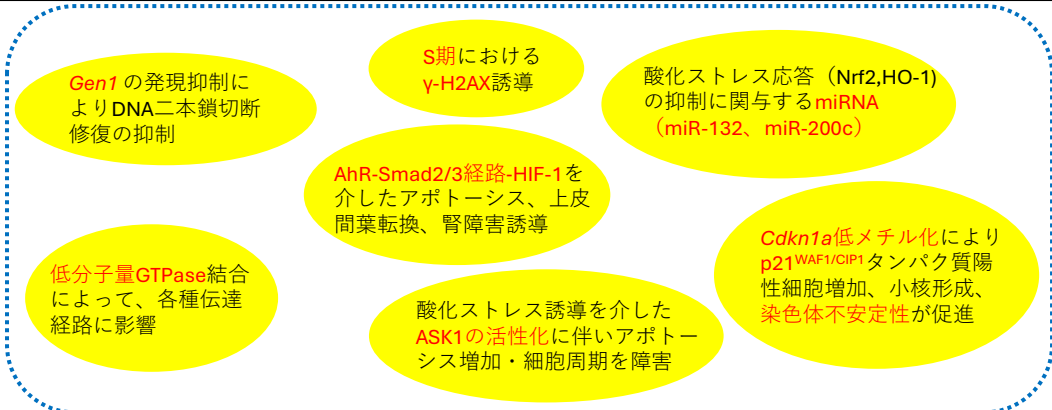 Gen1 の発現抑制に
よりDNA二本鎖切断
修復の抑制
S期における
γ-H2AX誘導
酸化ストレス応答（Nrf2,HO-1)
の抑制に関与するmiRNA
（miR-132、miR-200c）
AhR-Smad2/3経路-HIF-1を
介したアポトーシス、上皮
間葉転換、腎障害誘導
低分子量GTPase結合
によって、各種伝達
経路に影響
酸化ストレス誘導を介した
ASK1の活性化に伴いアポトー
シス増加・細胞周期を障害
Cdkn1a低メチル化により
p21WAF1/CIP1タンパク質陽
性細胞増加、小核形成、
染色体不安定性が促進